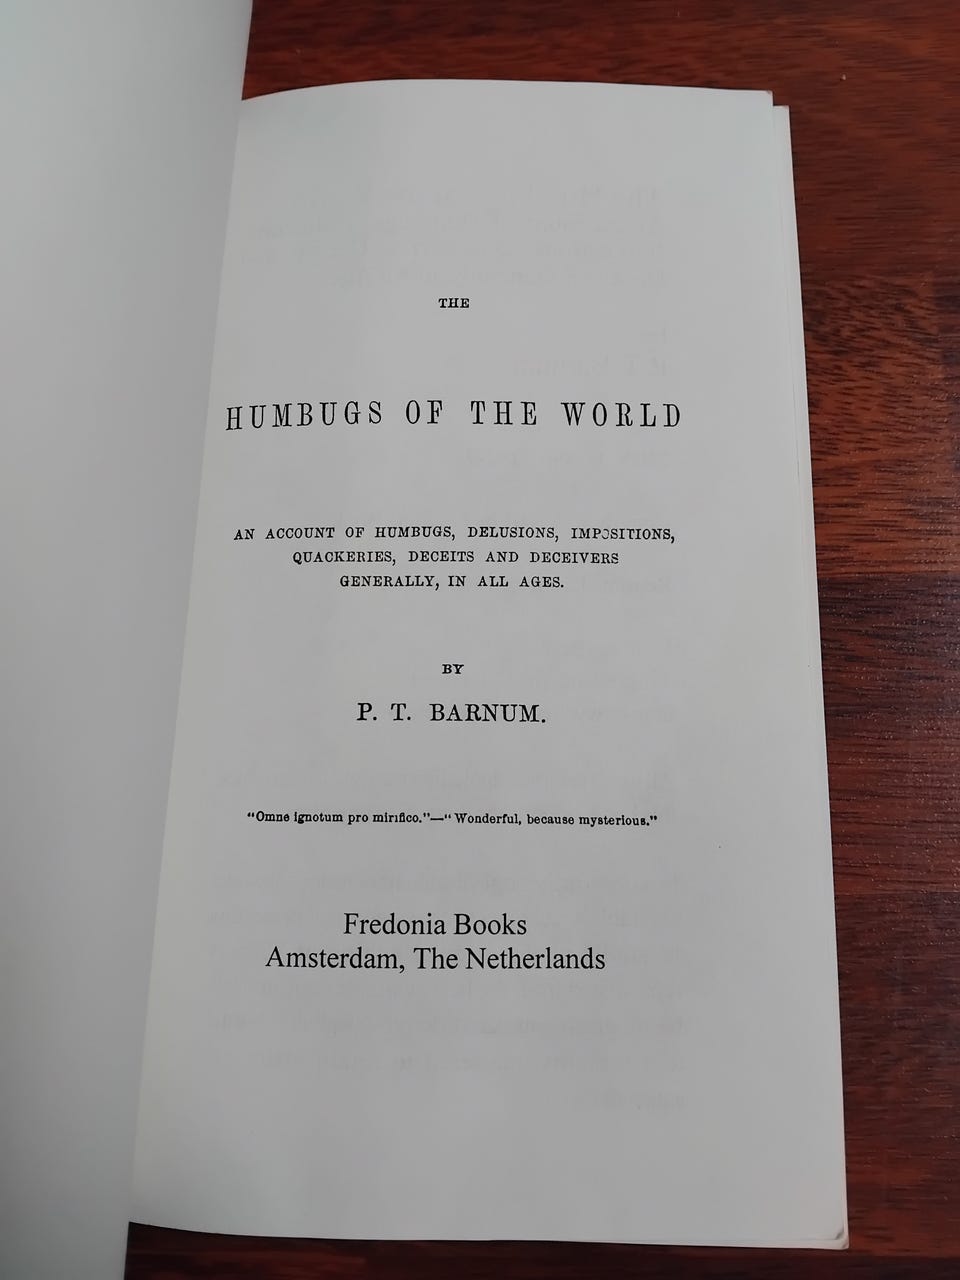 THE
HUMBUGS OF THE WORLD
AN ACCOUNT OF HUMBUGS, DELUSIONS, IMPOSITIONS,
QUACKERIES, DECEITS AND DECEIVERS
GENERALLY, IN ALL AGES.
BY
P. T. BARNUM.
"Omne ignotum pro mirifico."—"Wonderful, because mysterious."
Fredonia Books
Amsterdam, The Netherlands